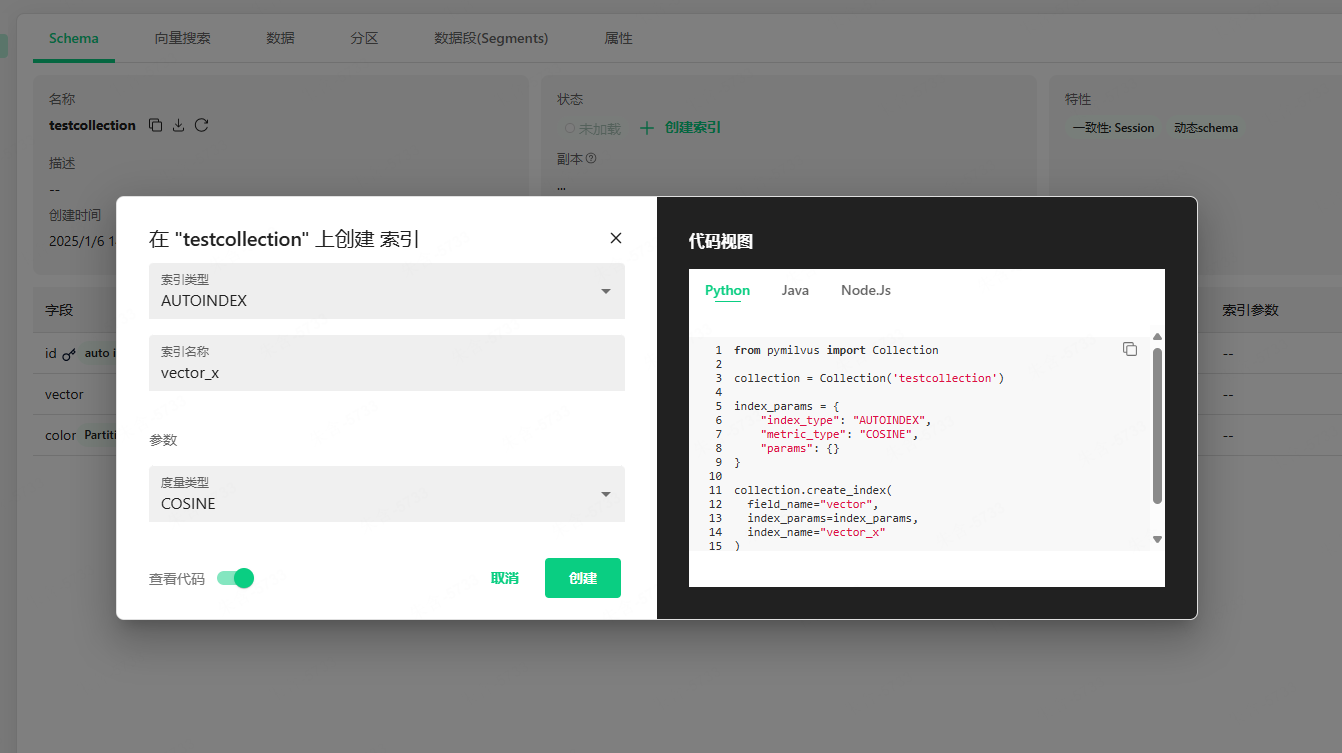 Schema 向量搜索 数据 分区 数据段(Segments) 属性
名称 状态 特性
testcollection 未加载 创建索引 一致性: Session 动态schema
描述 副本
-- ...
创建时间
2025/1/6 1
在 "testcollection" 上创建 索引
索引类型
AUTOINDEX
索引名称
vector_x
参数
度量类型
COSINE
查看代码 取消 创建
代码视图
Python Java Node.Js
1 from pymilvus import Collection
2
3 collection = Collection('testcollection')
4
5 index_params = {
6 "index_type": "AUTOINDEX",
7 "metric_type": "COSINE",
8 "params": {}
9 }
10
11 collection.create_index(
12 field_name="vector",
13 index_params=index_params,
14 index_name="vector_x"
15 )
字段 索引参数
id auto i --
vector --
color Partiti --